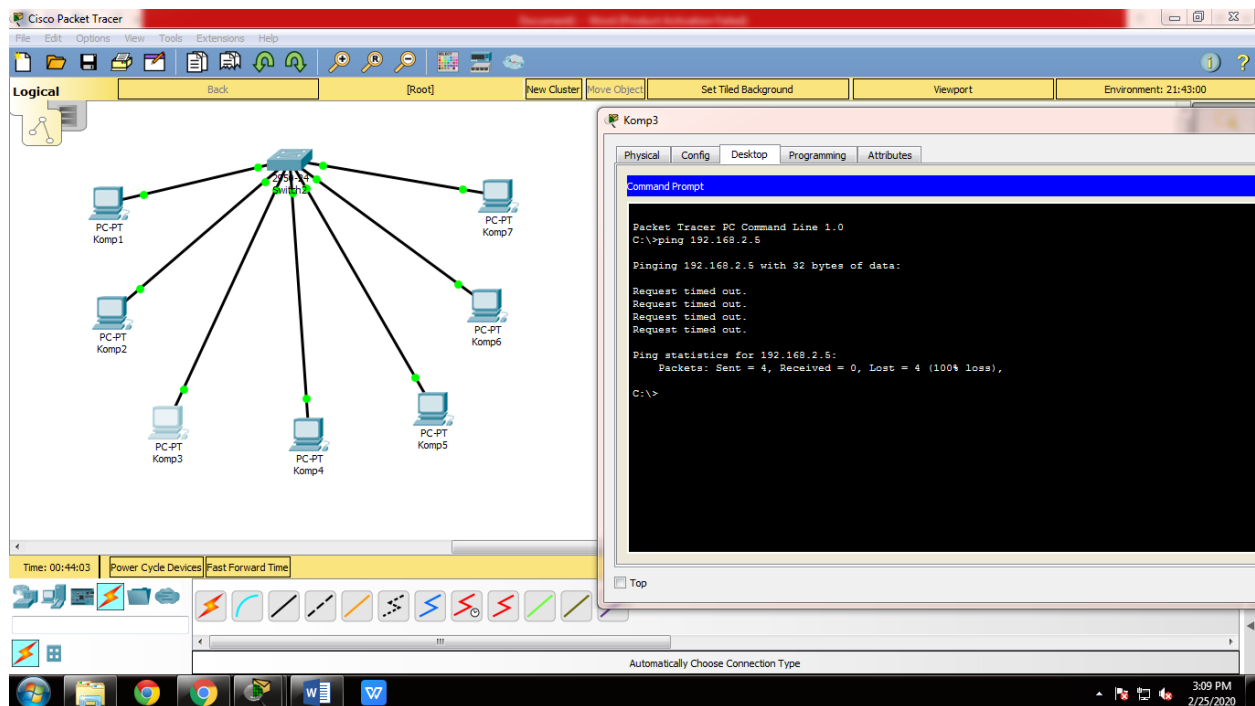 Cisco Packet Tracer
File Edit Options View Tools Extensions Help
Logical
Back
[Root]
New Cluster
Move Object
Set Tiled Background
Viewport
Environment: 21:43:00
2950-24
Switch2
PC-PT
Komp1
PC-PT
Komp7
PC-PT
Komp2
PC-PT
Komp6
PC-PT
Komp3
PC-PT
Komp4
PC-PT
Komp5
Komp3
Physical Config Desktop Programming Attributes
Command Prompt
Packet Tracer PC Command Line 1.0
C:\>ping 192.168.2.5
Pinging 192.168.2.5 with 32 bytes of data:
Request timed out.
Request timed out.
Request timed out.
Request timed out.
Ping statistics for 192.168.2.5:
Packets: Sent = 4, Received = 0, Lost = 4 (100% loss),
C:\>
Top
Time: 00:44:03
Power Cycle Devices
Fast Forward Time
Automatically Choose Connection Type
3:09 PM
2/25/2020